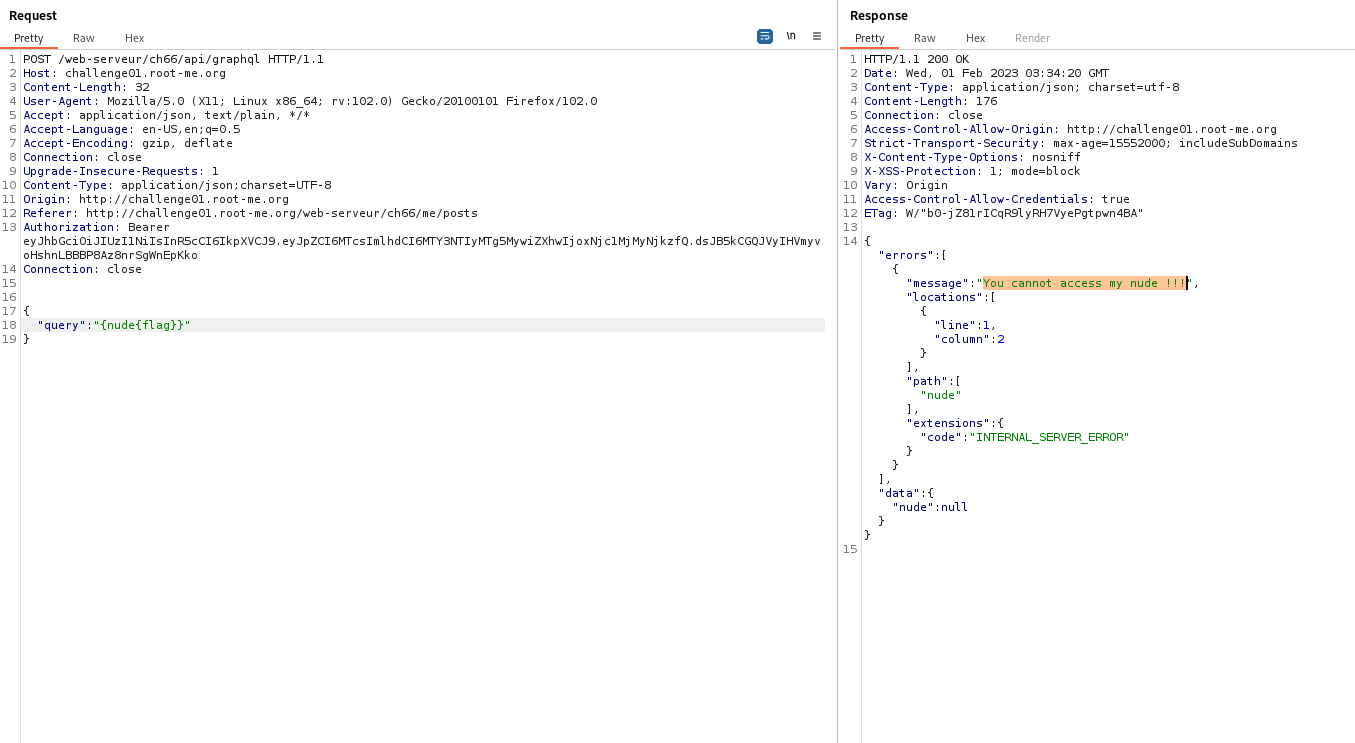 Request
Pretty Raw Hex \n
1 POST /web-serveur/ch66/api/graphql HTTP/1.1
2 Host: challenge01.root-me.org
3 Content-Length: 32
4 User-Agent: Mozilla/5.0 (X11; Linux x86_64; rv:102.0) Gecko/20100101 Firefox/102.0
5 Accept: application/json, text/plain, */*
6 Accept-Language: en-US,en;q=0.5
7 Accept-Encoding: gzip, deflate
8 Connection: close
9 Upgrade-Insecure-Requests: 1
10 Content-Type: application/json;charset=UTF-8
11 Origin: http://challenge01.root-me.org
12 Referer: http://challenge01.root-me.org/web-serveur/ch66/me/posts
13 Authorization: Bearer
eyJhbGciOiJIUzI1NiIsInR5cCI6IkpXVCJ9.eyJpZCI6MTcsImlhdCI6MTY3NTIyMTg5MywiZXhwIjoxNjc1MjMyNjkzfQ.dsJB5kCGQJVyIHVmyv
oHshnLBBBP8Az8nrSgWnEpKko
14 Connection: close
15
16
17 {
18 "query":"{nude{flag}}"
19 }
Response
Pretty Raw Hex Render
1 HTTP/1.1 200 OK
2 Date: Wed, 01 Feb 2023 03:34:20 GMT
3 Content-Type: application/json; charset=utf-8
4 Content-Length: 176
5 Connection: close
6 Access-Control-Allow-Origin: http://challenge01.root-me.org
7 Strict-Transport-Security: max-age=15552000; includeSubDomains
8 X-Content-Type-Options: nosniff
9 X-XSS-Protection: 1; mode=block
10 Vary: Origin
11 Access-Control-Allow-Credentials: true
12 ETag: W/"b0-jZ81rICqR9lyRH7VyePgtpwn4BA"
13
14 {
"errors":[
{
"message":"You cannot access my nude !!!",
"locations":[
{
"line":1,
"column":2
}
],
"path":[
"nude"
],
"extensions":{
"code":"INTERNAL_SERVER_ERROR"
}
}
],
"data":{
"nude":null
}
}
15